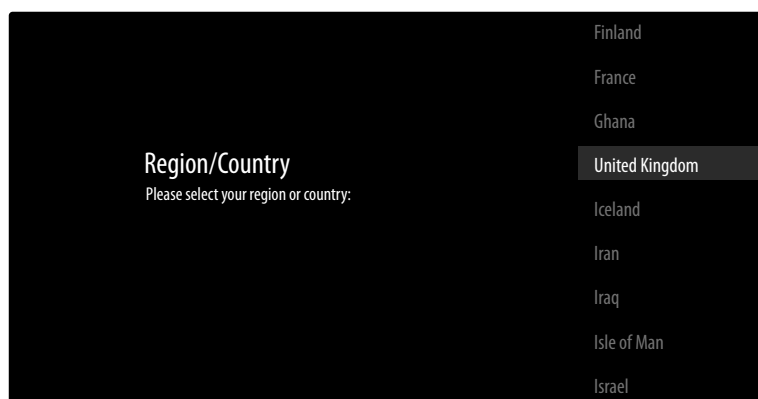 Region/Country
Please select your region or country:
Finland
France
Ghana
United Kingdom
Iceland
Iran
Iraq
Isle of Man
Israel